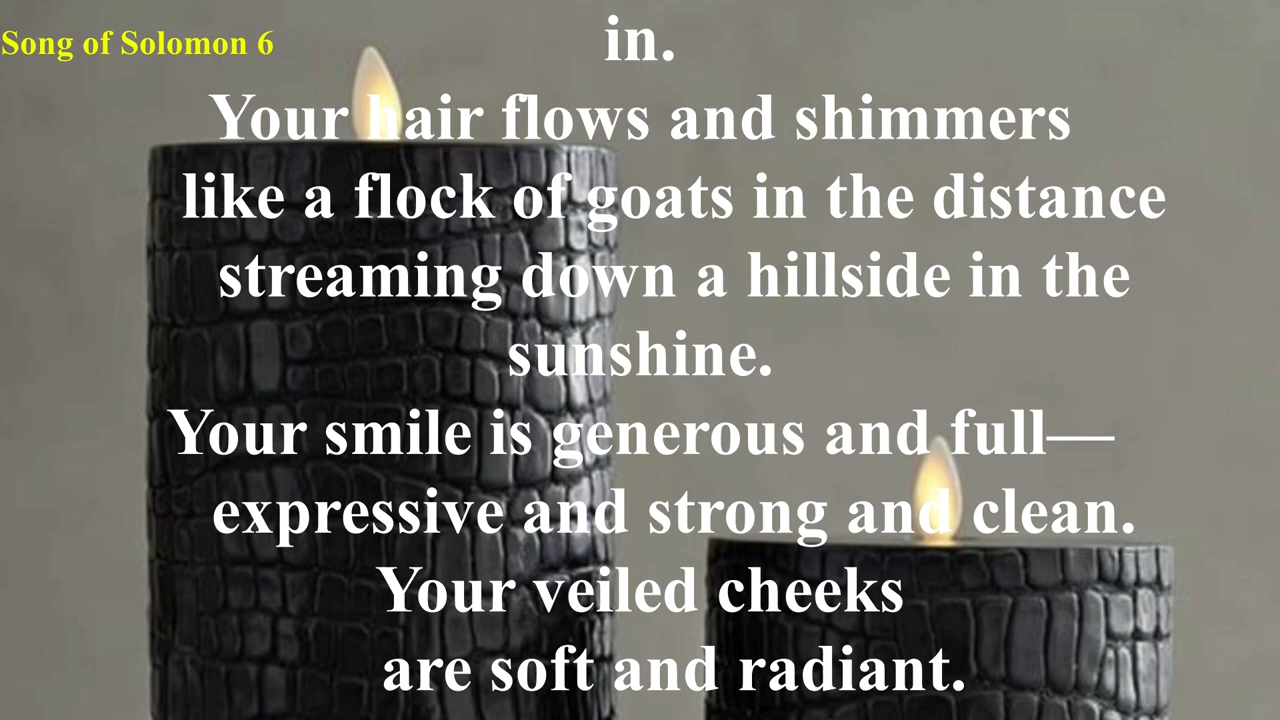 Song of Solomon 6
in.
Your hair flows and shimmers
like a flock of goats in the distance
streaming down a hillside in the
sunshine.
Your smile is generous and full—
expressive and strong and clean.
Your veiled cheeks
are soft and radiant.